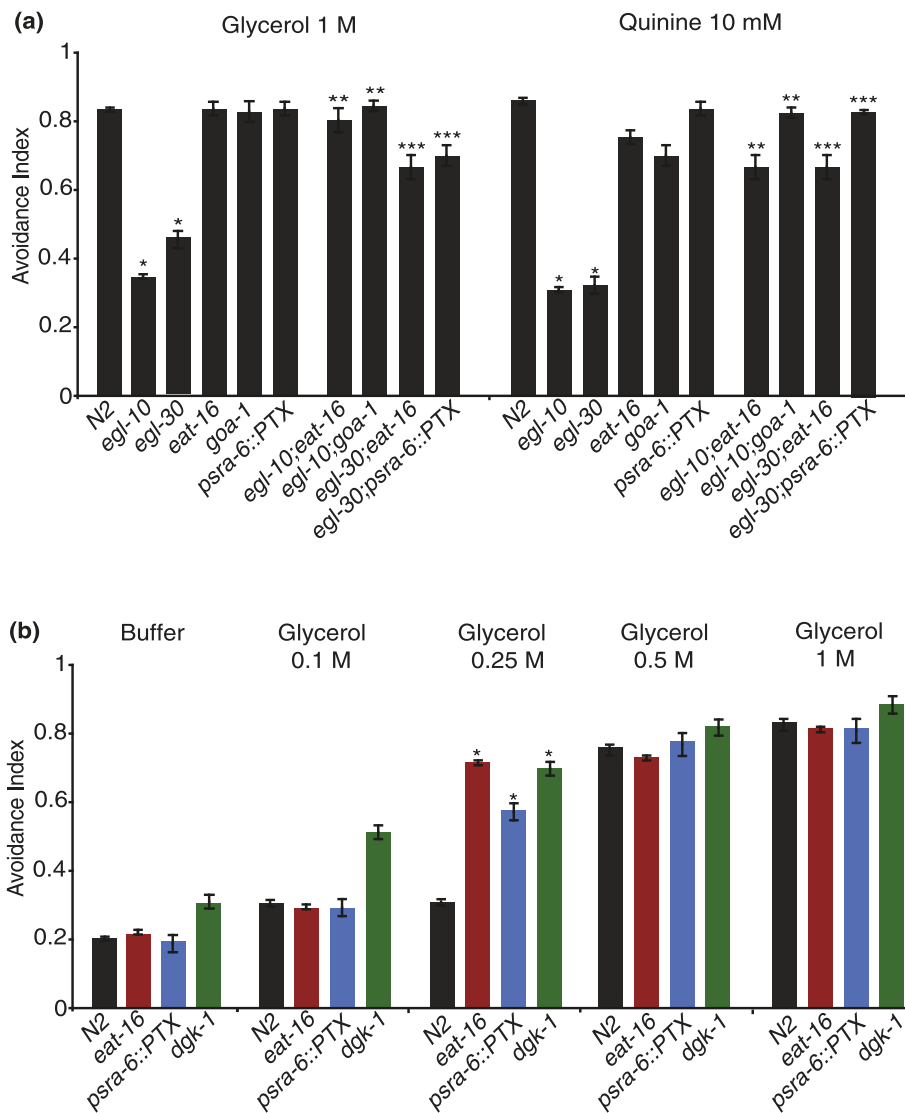 (a)
Glycerol 1 M
Quinine 10 mM
Avoidance Index
1
0.8
0.6
0.4
0.2
0
*
*
**
**
***
***
*
*
**
**
***
***
N2
egl-10
egl-30
eat-16
goa-1
psra-6::PTX
egl-10;eat-16
egl-10;goa-1
egl-30;eat-16
egl-30;psra-6::PTX
N2
egl-10
egl-30
eat-16
goa-1
psra-6::PTX
egl-10;eat-16
egl-10;goa-1
egl-30;eat-16
egl-30;psra-6::PTX
(b)
Buffer
Glycerol
0.1 M
Glycerol
0.25 M
Glycerol
0.5 M
Glycerol
1 M
Avoidance Index
1
0.8
0.6
0.4
0.2
0
*
*
*
N2
eat-16
psra-6::PTX
dgk-1
N2
eat-16
psra-6::PTX
dgk-1
N2
eat-16
psra-6::PTX
dgk-1
N2
eat-16
psra-6::PTX
dgk-1
N2
eat-16
psra-6::PTX
dgk-1